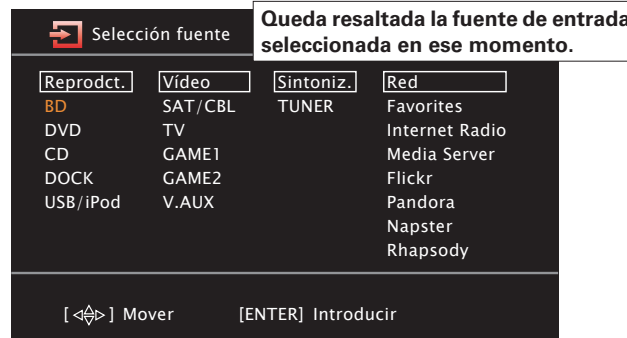 Selección fuente
Queda resaltada la fuente de entrada
seleccionada en ese momento.
Reprodct. Vídeo Sintoniz. Red
BD SAT/CBL TUNER Favorites
DVD TV Internet Radio
CD GAME1 Media Server
DOCK GAME2 Flickr
USB/iPod V.AUX Pandora
Napster
Rhapsody
[ ] Mover [ENTER] Introducir